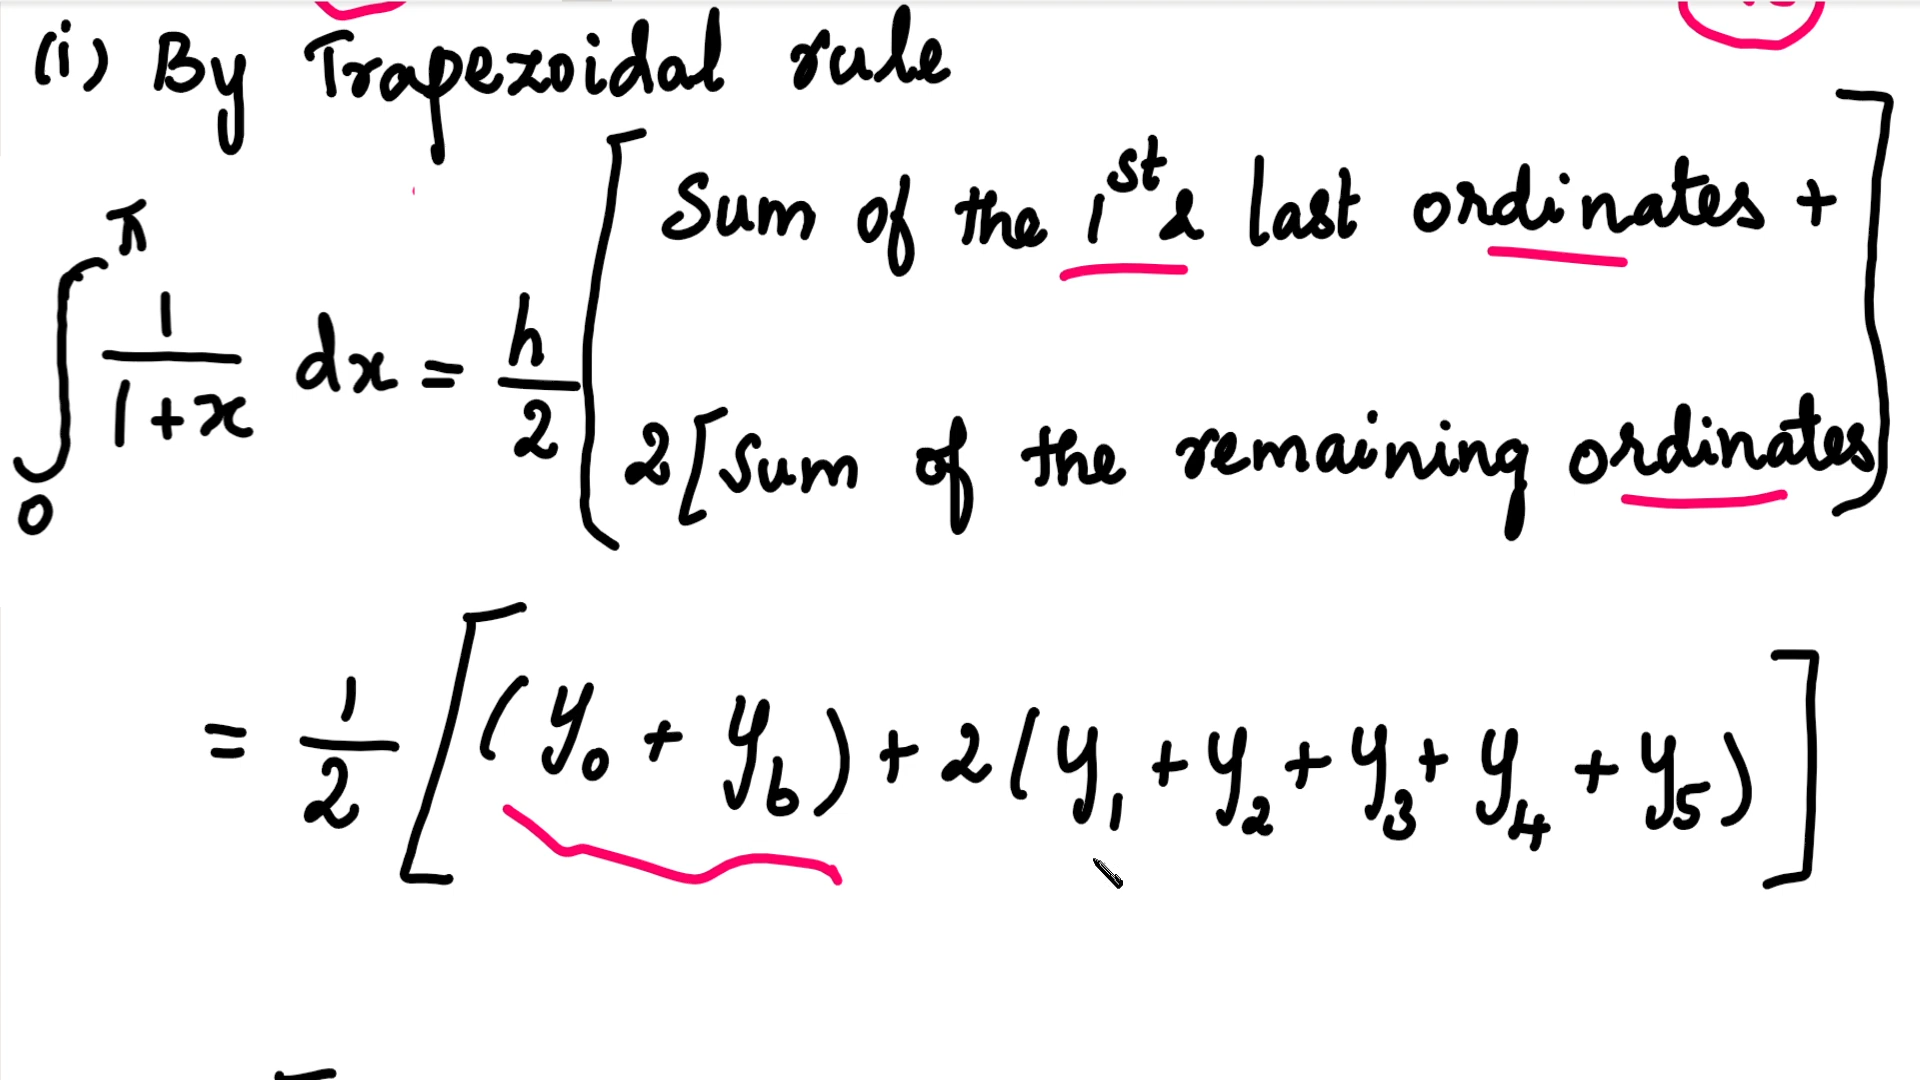 (i) By Trapezoidal rule
∫₀^π 1/(1+x) dx = h/2 [Sum of the 1st & last ordinates +
2[Sum of the remaining ordinates]
= 1/2 [(y₀ + y₆) + 2(y₁ + y₂ + y₃ + y₄ + y₅)]